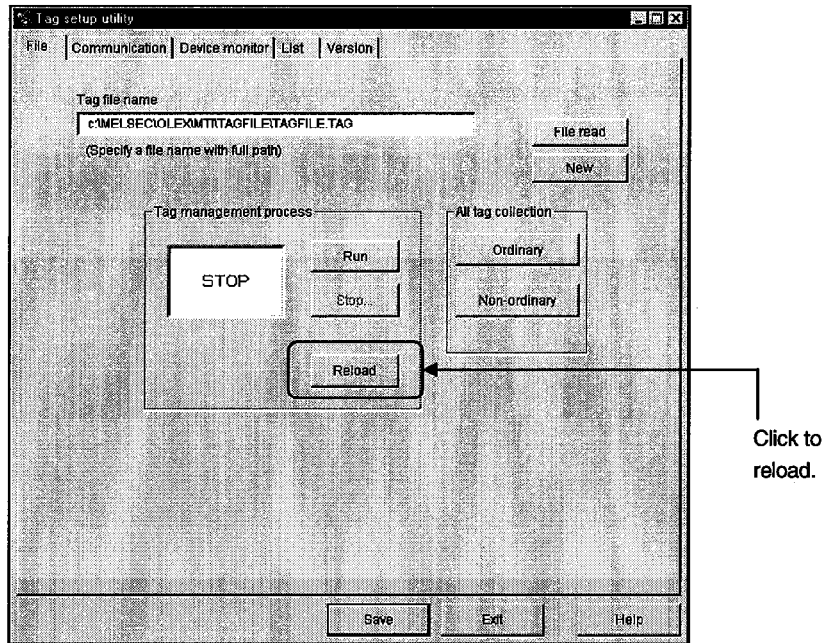 Tag setup utility
File Communication Device monitor List Version
Tag file name
c:\MELSEC\OLEX\MTI\TAGFILE\TAGFILE.TAG
(Specify a file name with full path)
File read
New
Tag management process
STOP
Run
Stop...
Reload
All tag collection
Ordinary
Non-ordinary
Click to
reload.
Save Exit Help